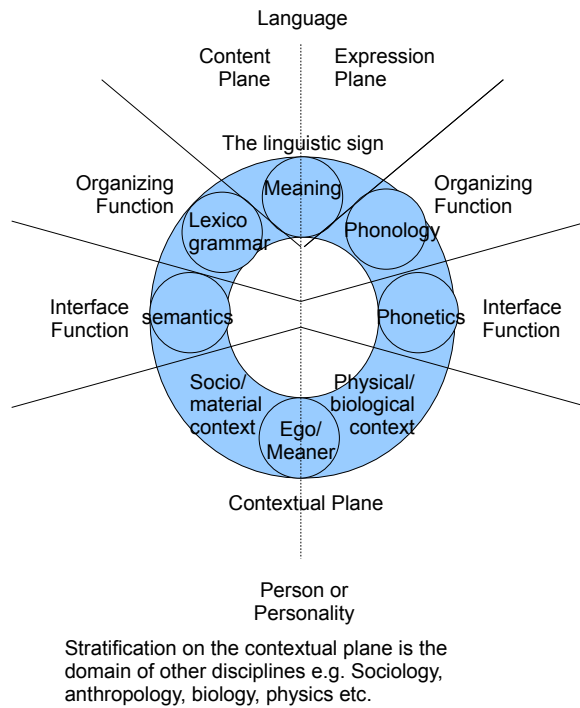 Language
Content
Plane
Expression
Plane
The linguistic sign
Meaning
Organizing
Function
Lexico
grammar
Phonology
Organizing
Function
Interface
Function
semantics
Phonetics
Interface
Function
Socio/
material
context
Physical/
biological
context
Ego/
Meaner
Contextual Plane
Person or
Personality
Stratification on the contextual plane is the
domain of other disciplines e.g. Sociology,
anthropology, biology, physics etc.